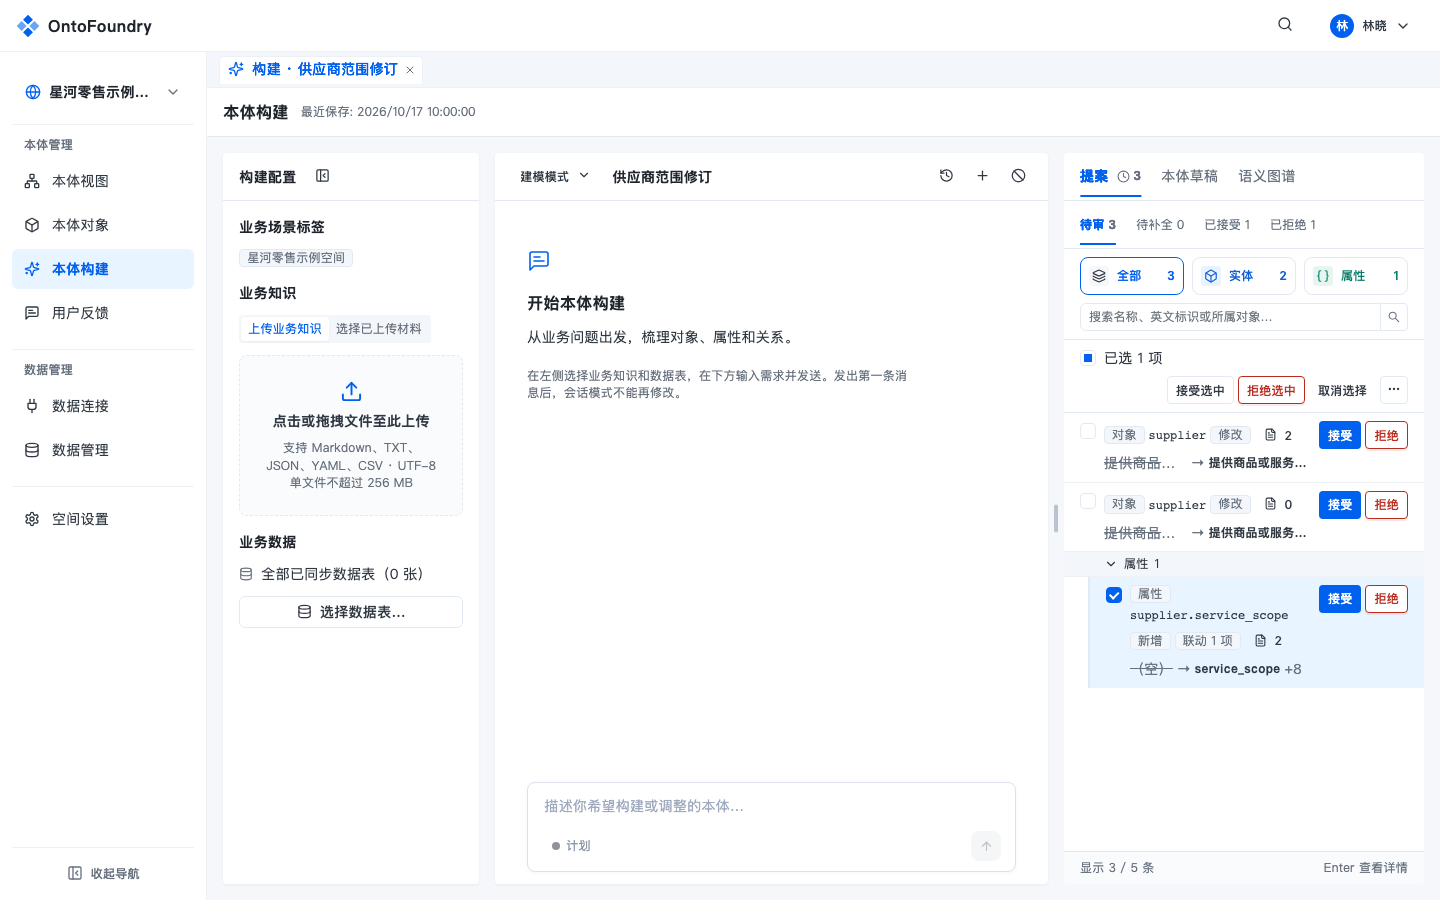 OntoFoundry
林 林晓
星河零售示例...
本体管理
本体视图
本体对象
本体构建
用户反馈
数据管理
数据连接
数据管理
空间设置
收起导航
构建 · 供应商范围修订
本体构建 最近保存: 2026/10/17 10:00:00
构建配置
业务场景标签
星河零售示例空间
业务知识
上传业务知识 选择已上传材料
点击或拖拽文件至此上传
支持 Markdown、TXT、
JSON、YAML、CSV · UTF-8
单文件不超过 256 MB
业务数据
全部已同步数据表（0 张）
选择数据表...
建模模式 供应商范围修订
开始本体构建
从业务问题出发，梳理对象、属性和关系。
在左侧选择业务知识和数据表，在下方输入需求并发送。发出第一条消
息后，会话模式不能再修改。
描述你希望构建或调整的本体...
计划
提案 3 本体草稿 语义图谱
待审 3 待补全 0 已接受 1 已拒绝 1
全部 3 实体 2 属性 1
搜索名称、英文标识或所属对象...
已选 1 项
接受选中 拒绝选中 取消选择 ...
对象 supplier 修改 2 接受 拒绝
提供商品... → 提供商品或服务...
对象 supplier 修改 0 接受 拒绝
提供商品... → 提供商品或服务...
属性 1
属性 接受 拒绝
supplier.service_scope
新增 联动 1 项 2
（空） → service_scope +8
显示 3 / 5 条 Enter 查看详情